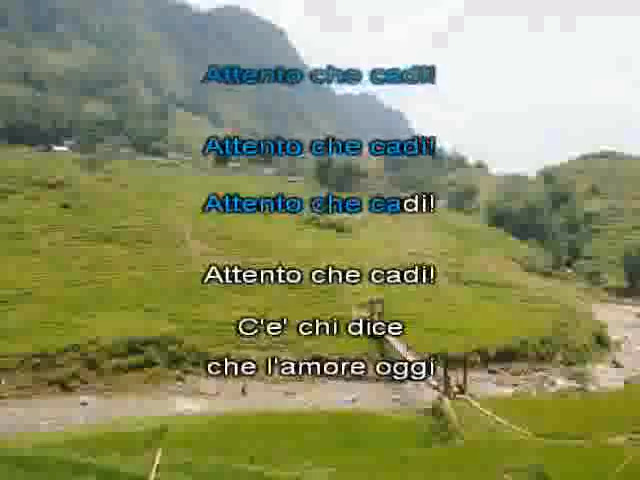 Attento che cadi!
Attento che cadi!
Attento che cadi!
Attento che cadi!
C'e' chi dice
che l'amore oggi